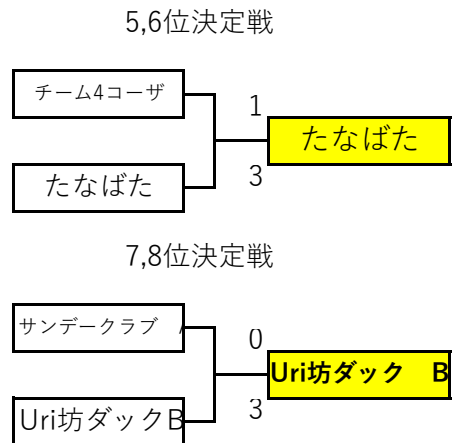 5,6位決定戦
チーム4コーザ
1
たなばた
たなばた
3
7,8位決定戦
サンデークラブ
0
Uri坊ダック　B
Uri坊ダックB
3